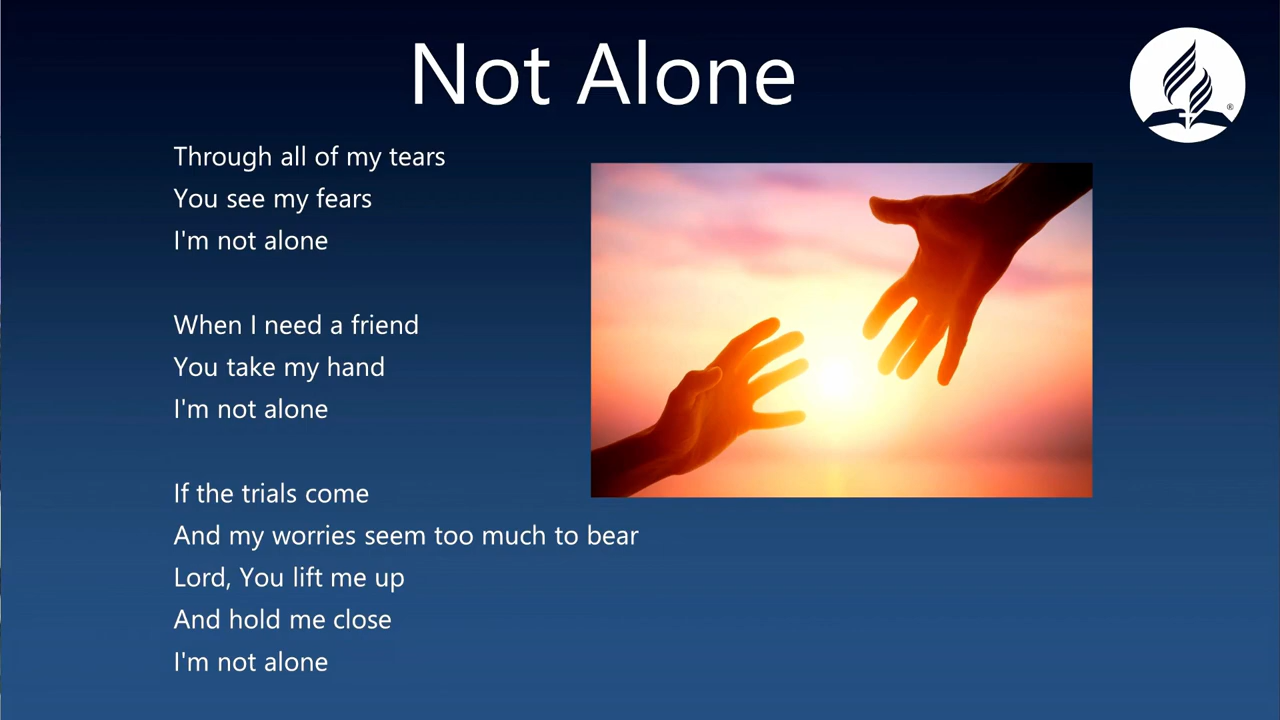 Not Alone
Through all of my tears
You see my fears
I'm not alone
When I need a friend
You take my hand
I'm not alone
If the trials come
And my worries seem too much to bear
Lord, You lift me up
And hold me close
I'm not alone
®